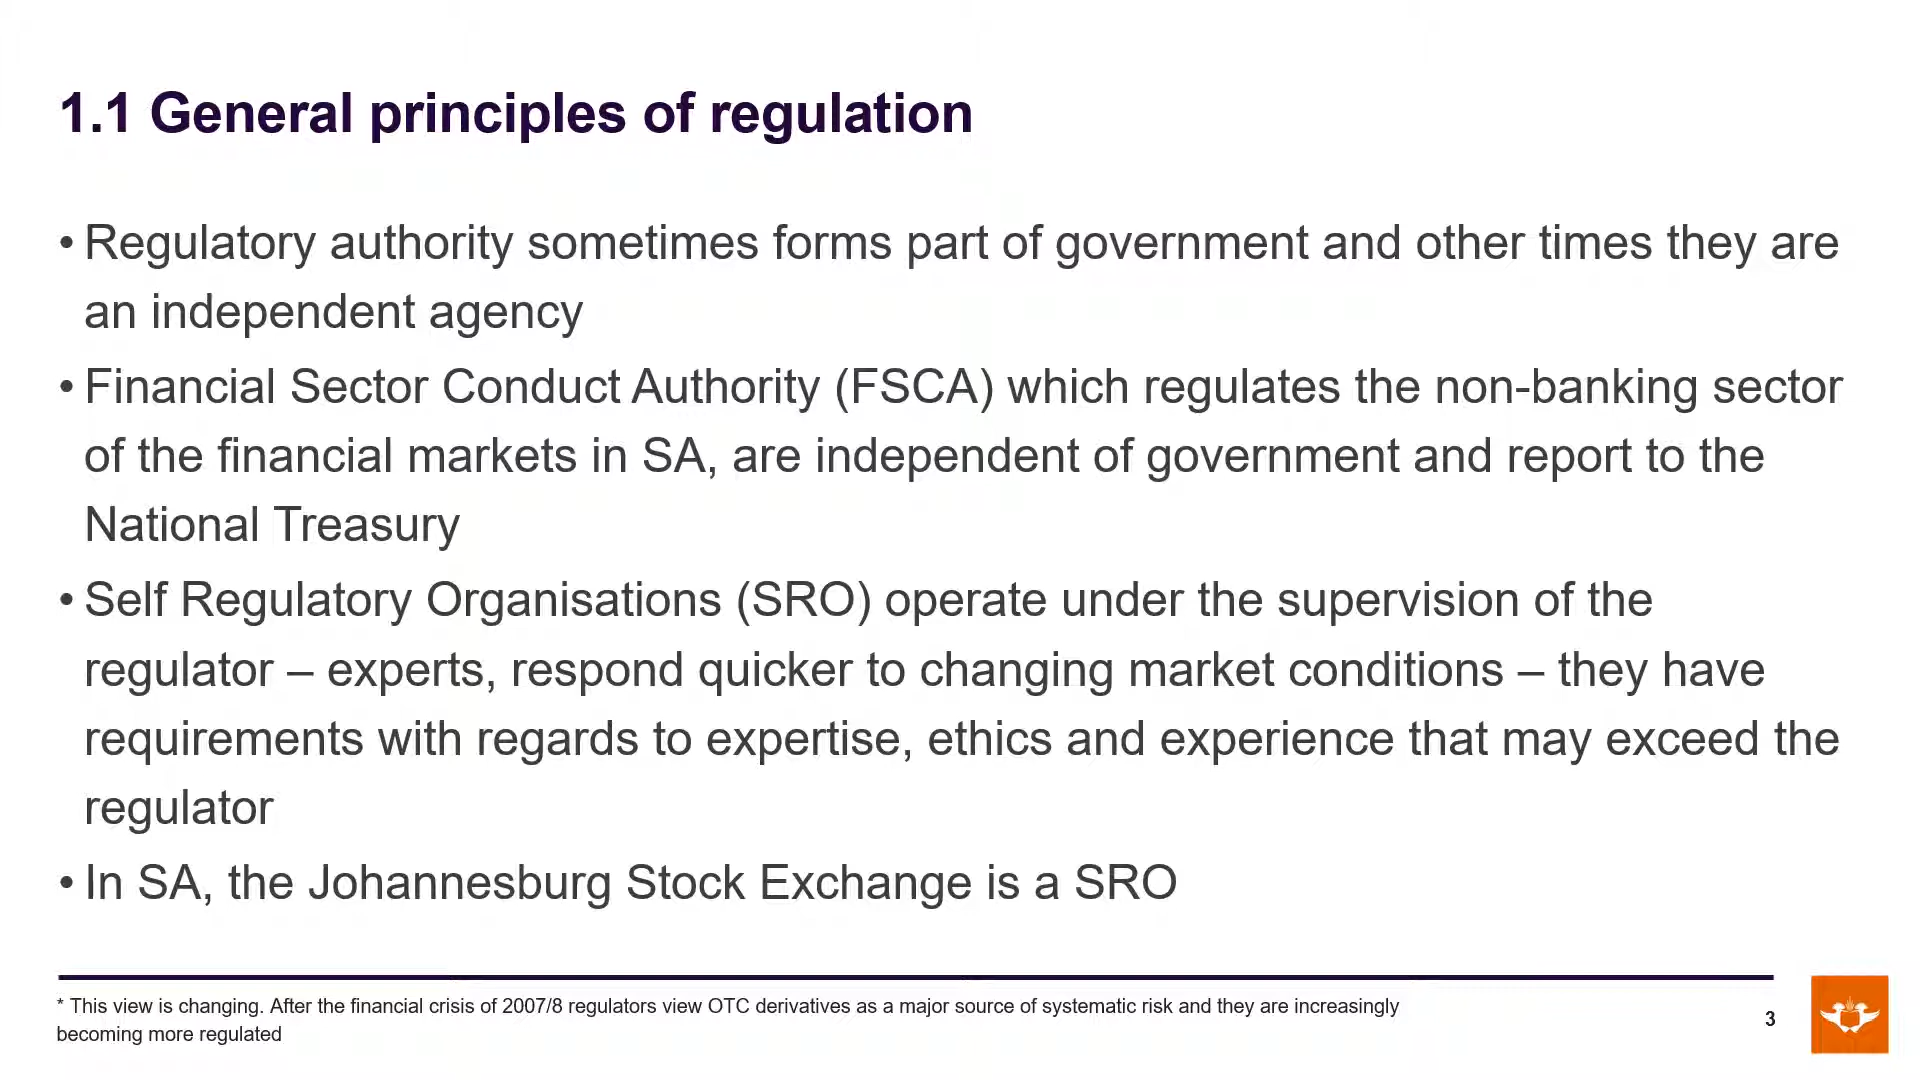 1.1 General principles of regulation
• Regulatory authority sometimes forms part of government and other times they are
an independent agency
• Financial Sector Conduct Authority (FSCA) which regulates the non-banking sector
of the financial markets in SA, are independent of government and report to the
National Treasury
• Self Regulatory Organisations (SRO) operate under the supervision of the
regulator – experts, respond quicker to changing market conditions – they have
requirements with regards to expertise, ethics and experience that may exceed the
regulator
• In SA, the Johannesburg Stock Exchange is a SRO
* This view is changing. After the financial crisis of 2007/8 regulators view OTC derivatives as a major source of systematic risk and they are increasingly
becoming more regulated
3